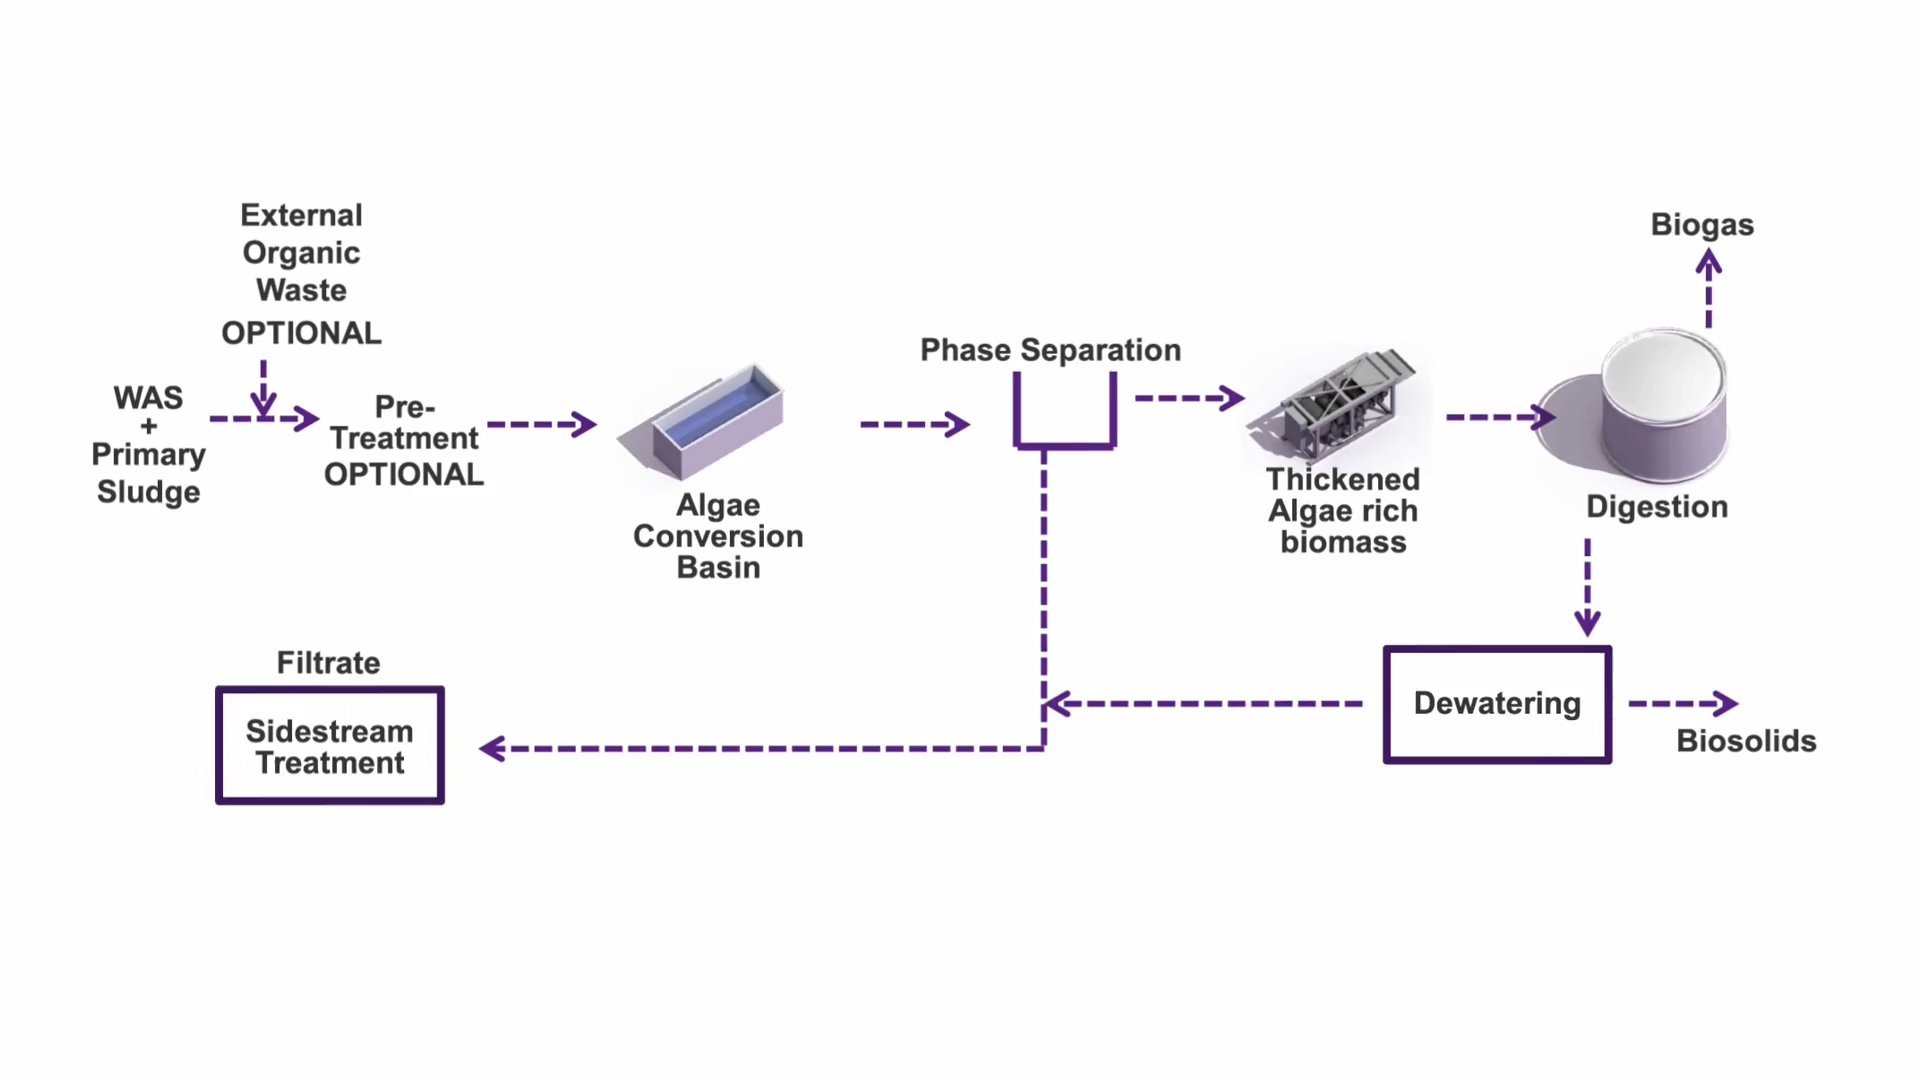 External
Organic
Waste
OPTIONAL
WAS
+
Primary
Sludge
Pre-
Treatment
OPTIONAL
Algae
Conversion
Basin
Phase Separation
Thickened
Algae rich
biomass
Biogas
Digestion
Filtrate
Sidestream
Treatment
Dewatering
Biosolids